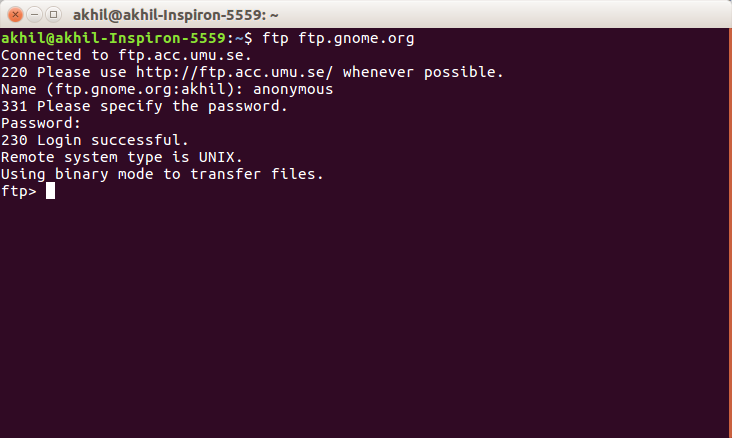 akhil@akhil-Inspiron-5559: ~
akhil@akhil-Inspiron-5559:~$ ftp ftp.gnome.org
Connected to ftp.acc.umu.se.
220 Please use http://ftp.acc.umu.se/ whenever possible.
Name (ftp.gnome.org:akhil): anonymous
331 Please specify the password.
Password:
230 Login successful.
Remote system type is UNIX.
Using binary mode to transfer files.
ftp>